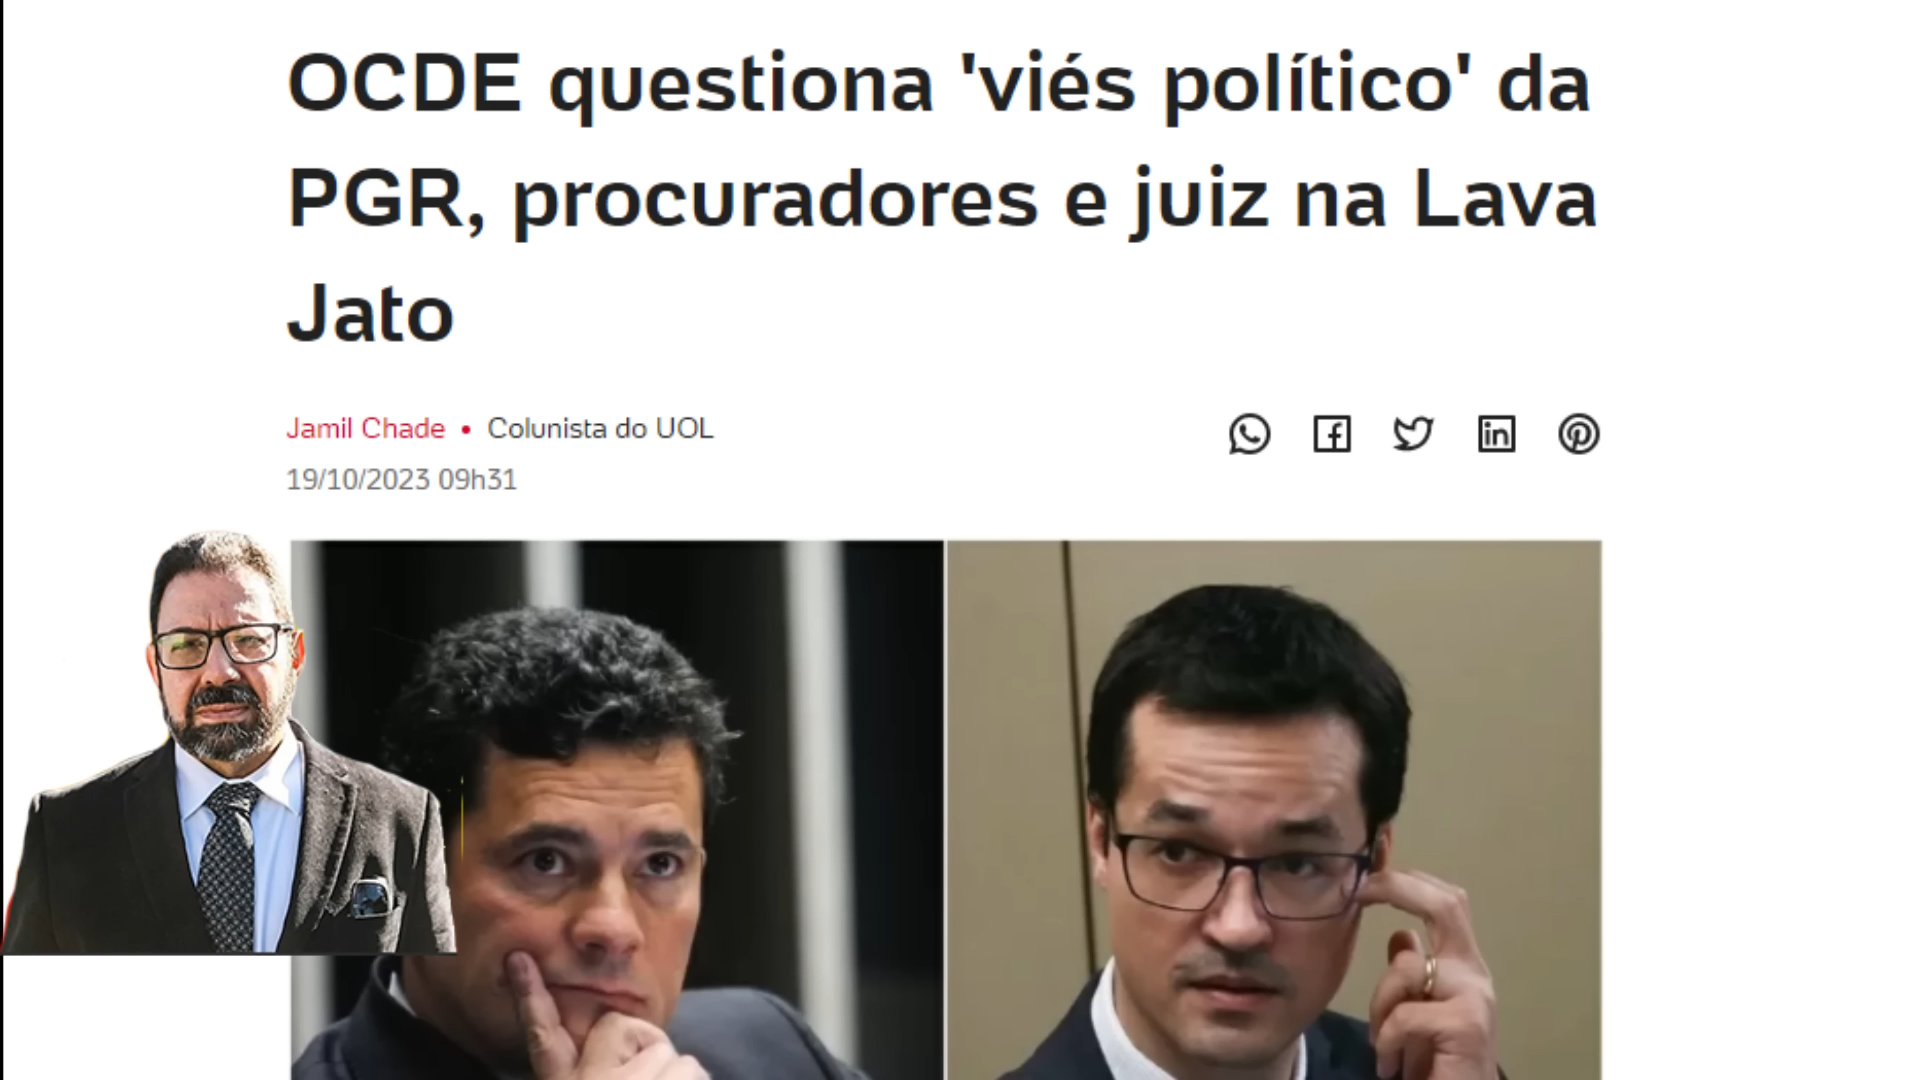 OCDE questiona 'viés político' da
PGR, procuradores e juiz na Lava
Jato
Jamil Chade • Colunista do UOL
19/10/2023 09h31